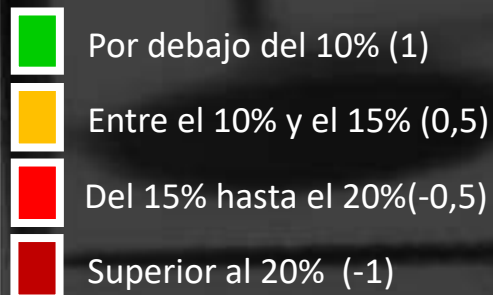 Por debajo del 10% (1)
Entre el 10% y el 15% (0,5)
Del 15% hasta el 20%(-0,5)
Superior al 20% (-1)